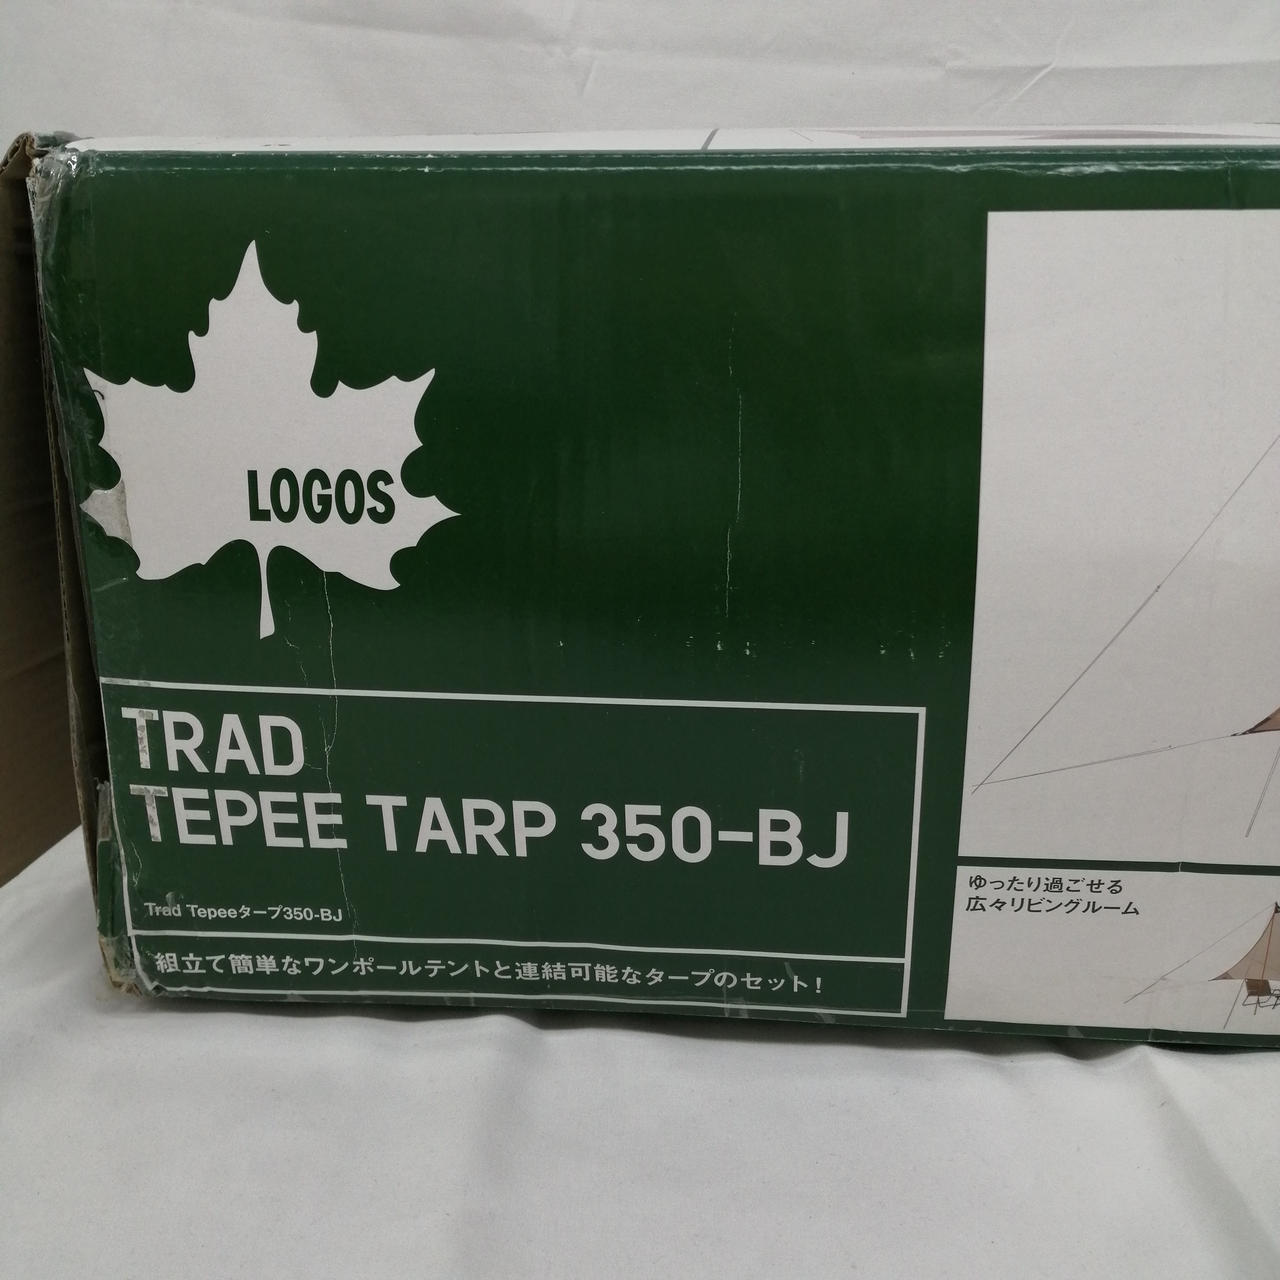 LOGOS
TRAD
TEPEE TARP 350-BJ
Trad Tepeeタープ350-BJ
組立て簡単なワンポールテントと連結可能なタープのセット!
ゆったり過ごせる
広々リビングルーム